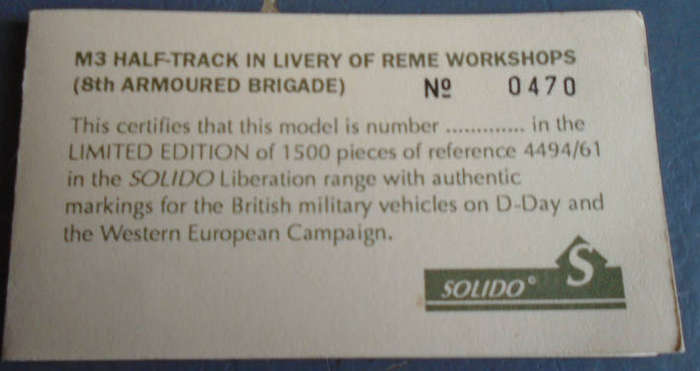 M3 HALF-TRACK IN LIVERY OF REME WORKSHOPS
(8th ARMOURED BRIGADE) Nº 0470
This certifies that this model is number ............. in the
LIMITED EDITION of 1500 pieces of reference 4494/61
in the SOLIDO Liberation range with authentic
markings for the British military vehicles on D-Day and
the Western European Campaign.
S
SOLIDO®